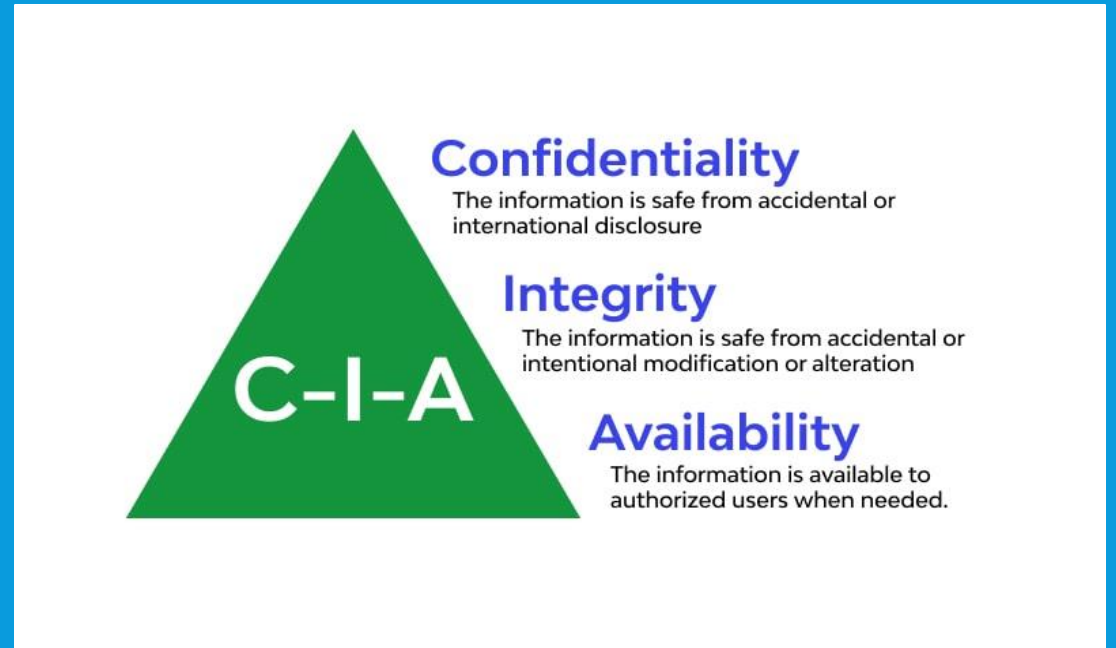 Confidentiality
The information is safe from accidental or
international disclosure
Integrity
The information is safe from accidental or
intentional modification or alteration
C-I-A
Availability
The information is available to
authorized users when needed.